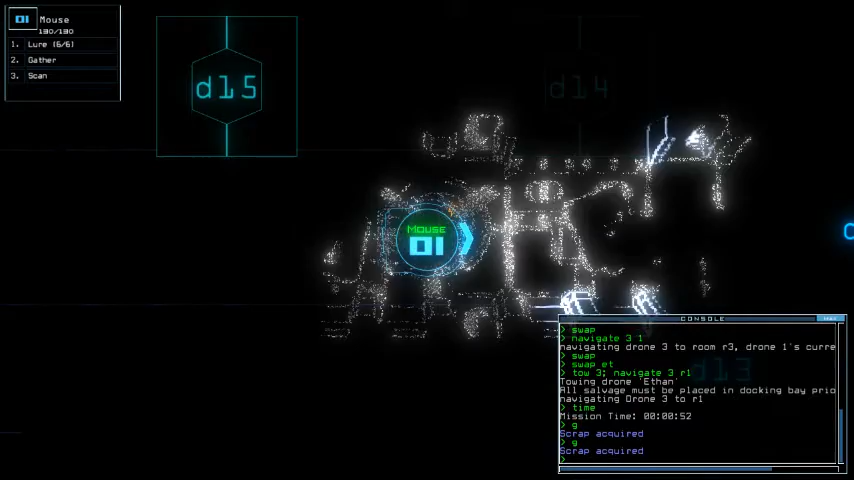 01 Mouse
130/130
1. Lure (6/6)
2. Gather
3. Scan
d15
d14
Mouse
01
CONSOLE
> swap
> navigate 3 1
navigating drone 3 to room r3, drone 1's curre
> swap
> swap et
> tow 3; navigate 3 r1
d13
Towing drone 'Ethan'
All salvage must be placed in docking bay prio
navigating Drone 3 to r1
> time
Mission Time: 00:00:52
> g
Scrap acquired
> g
Scrap acquired
>